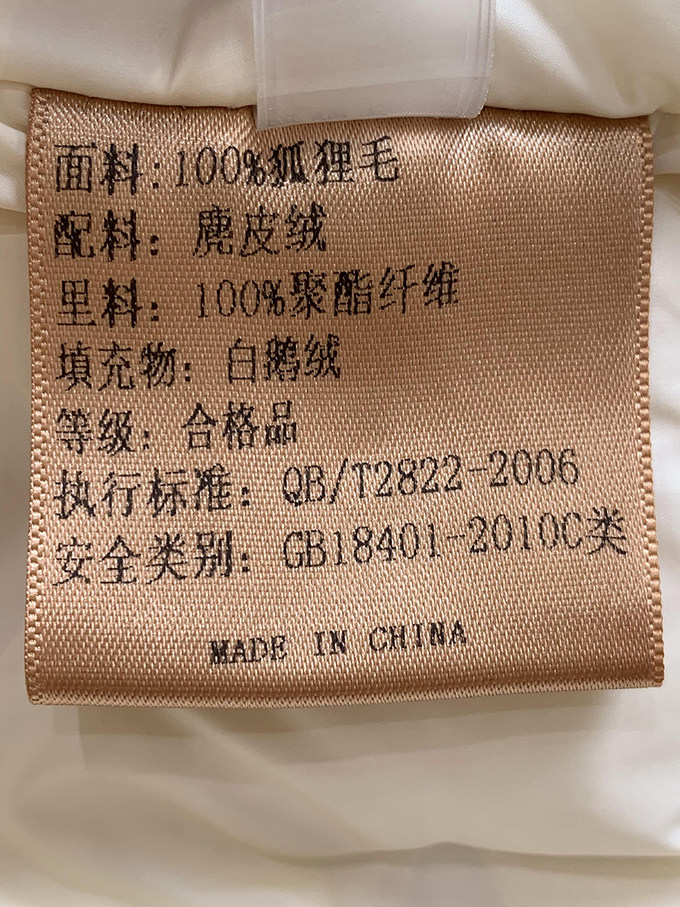 面料:100%狐狸毛
配料: 麂皮绒
里料: 100%聚酯纤维
填充物: 白鹅绒
等级: 合格品
执行标准: QB/T2822-2006
安全类别: GB18401-2010C类
MADE IN CHINA